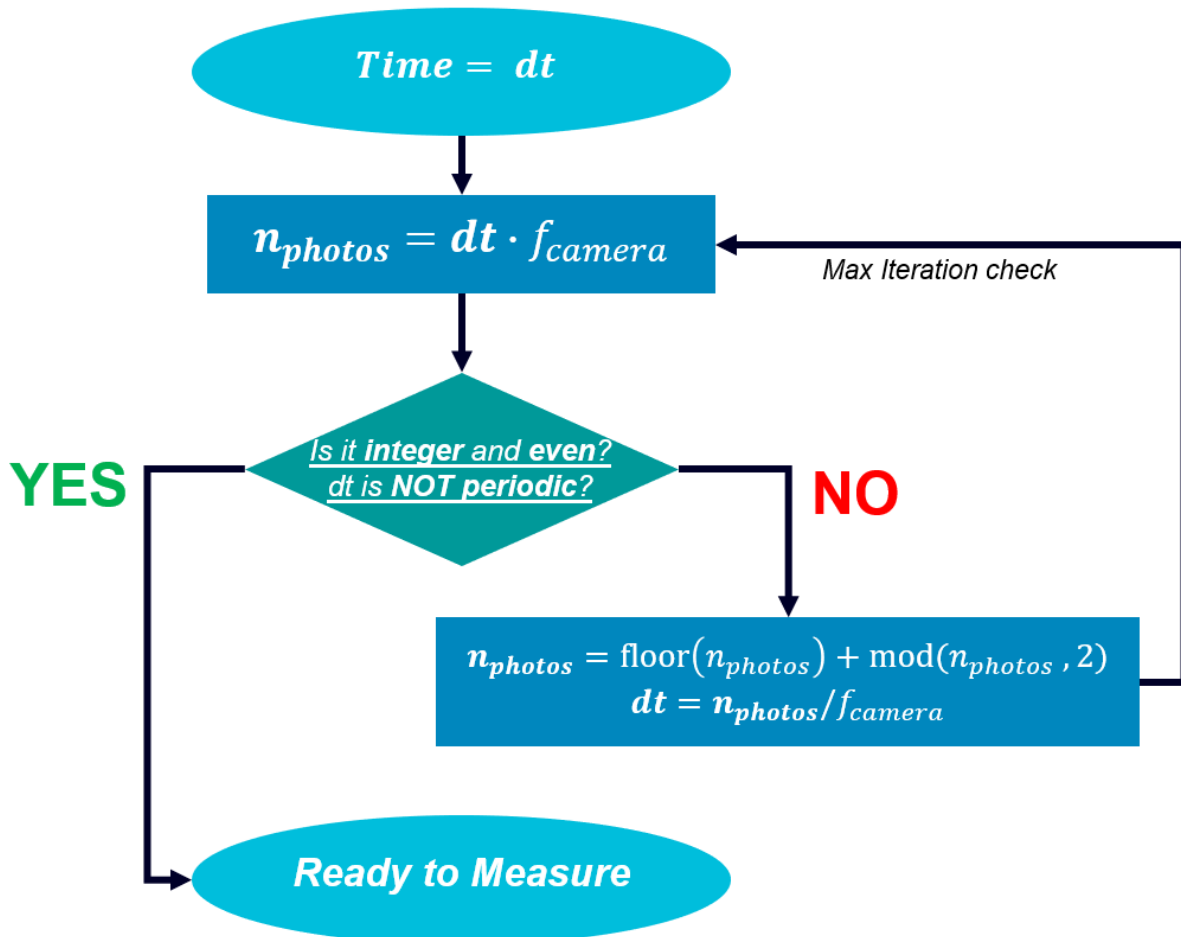 Time = dt
n_photos = dt · f_camera
Max Iteration check
Is it integer and even?
dt is NOT periodic?
YES
NO
n_photos = floor(n_photos) + mod(n_photos , 2)
dt = n_photos/f_camera
Ready to Measure